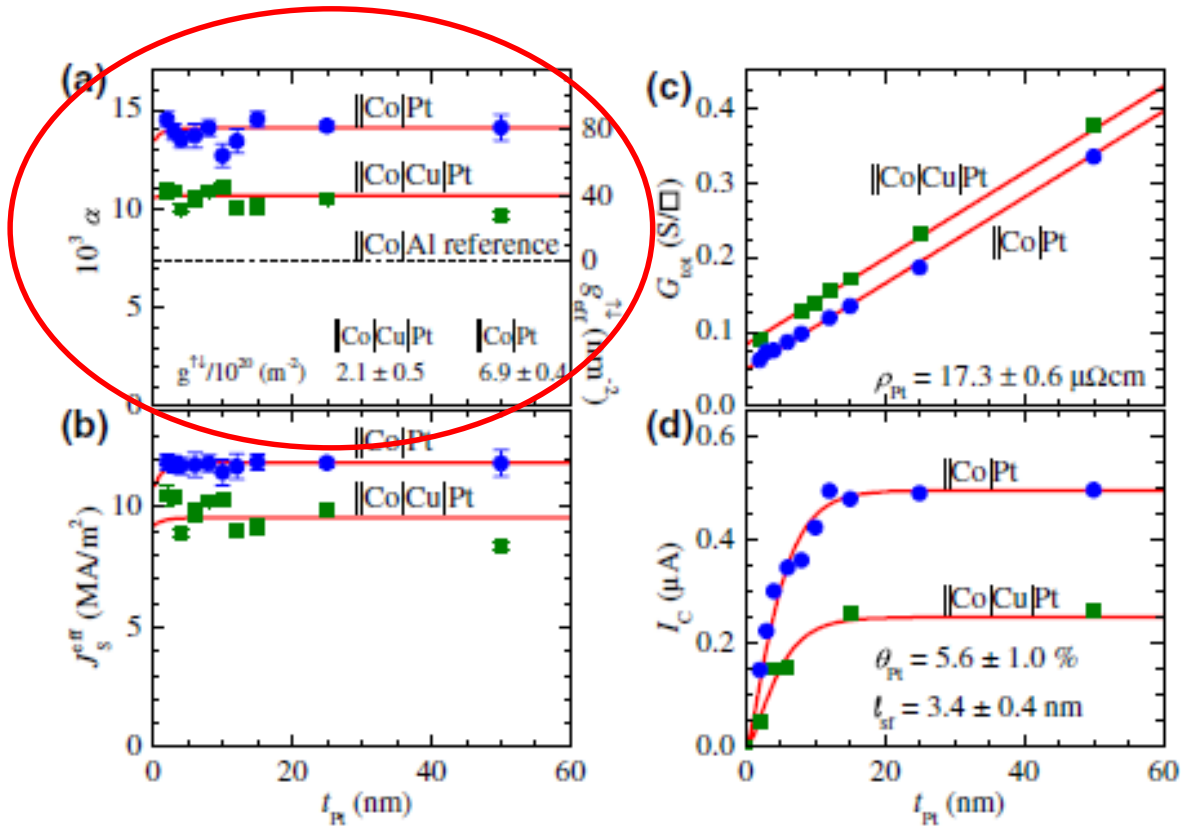 (a)
15
10
5
0
10³ α
||Co|Pt
||Co|Cu|Pt
||Co|Al reference
80
40
0
g↑↓eff (nm⁻²)
||Co|Cu|Pt ||Co|Pt
g↑↓/10²⁰ (m⁻²) 2.1 ± 0.5 6.9 ± 0.4
(b)
10
5
0
J_S^eff (MA/m²)
||Co|Pt
||Co|Cu|Pt
0 20 40 60
t_Pt (nm)
(c)
0.4
0.3
0.2
0.1
0.0
G_tot (S/□)
||Co|Cu|Pt
||Co|Pt
ρ_Pt = 17.3 ± 0.6 μΩcm
(d)
0.6
0.4
0.2
0.0
I_C (μA)
||Co|Pt
||Co|Cu|Pt
θ_Pt = 5.6 ± 1.0 %
ℓ_sf = 3.4 ± 0.4 nm
0 20 40 60
t_Pt (nm)